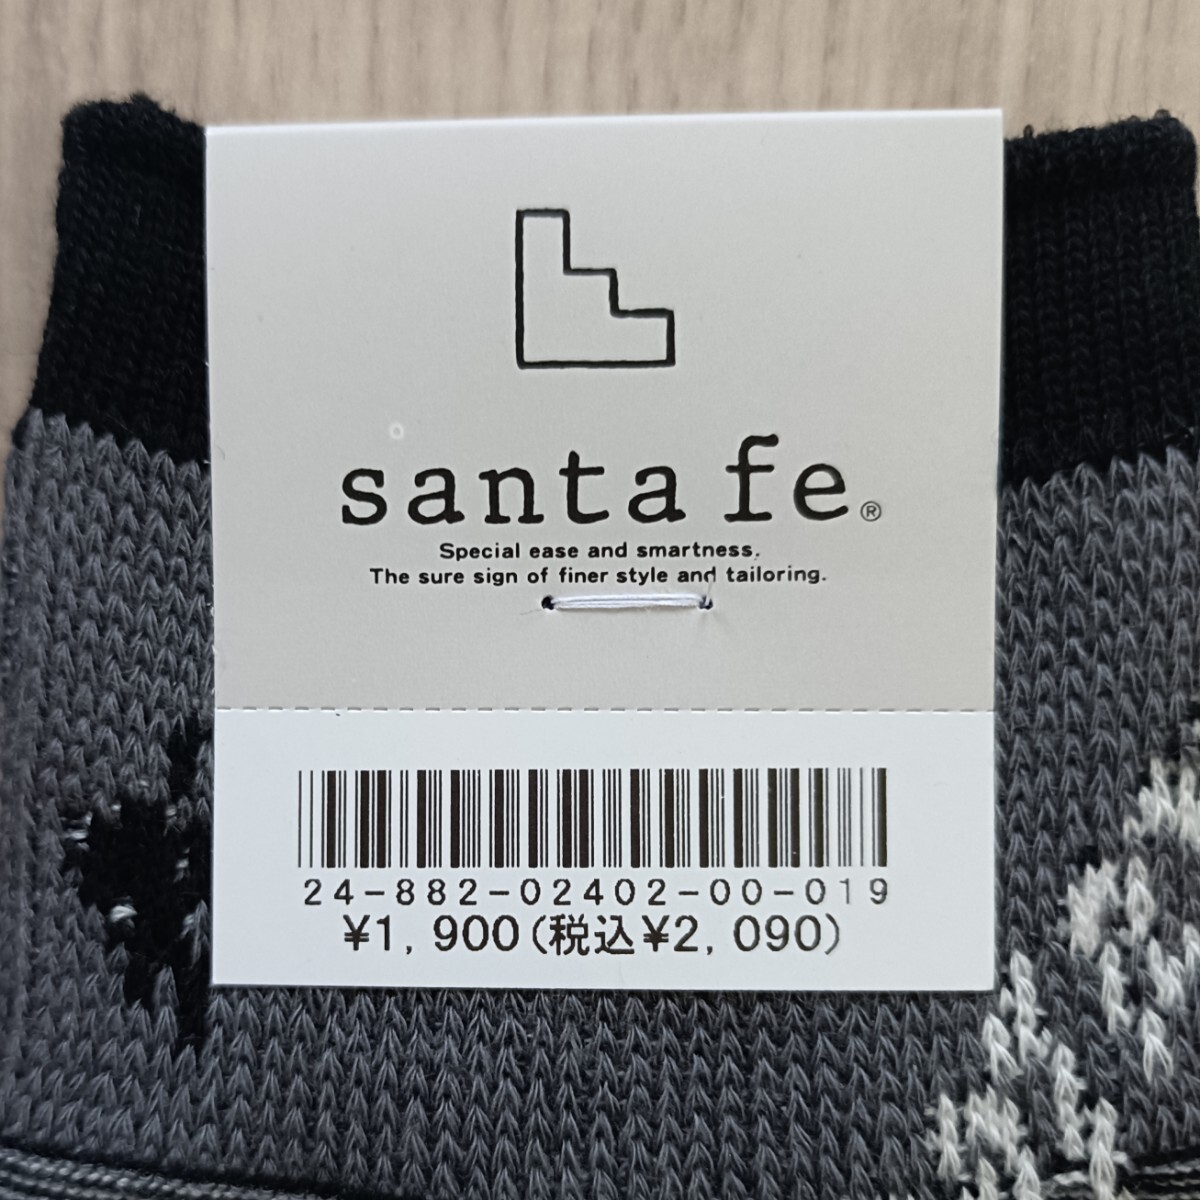 santa fe®
Special ease and smartness.
The sure sign of finer style and tailoring.
24-882-02402-00-019
¥1,900(税込¥2,090)